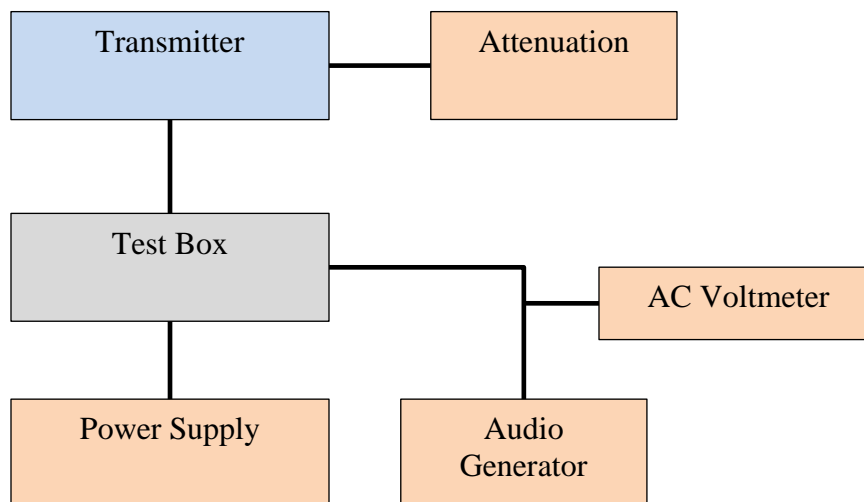 Transmitter
Attenuation
Test Box
AC Voltmeter
Power Supply
Audio
Generator